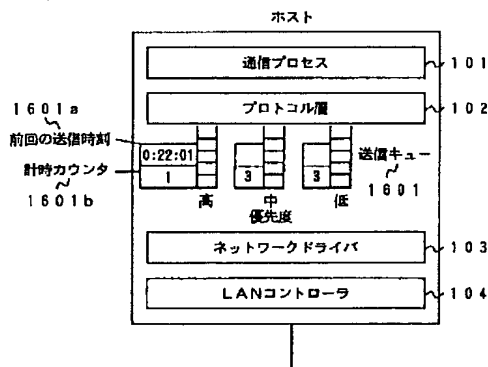 ホスト
通信プロセス
101
プロトコル層
102
1601a
前回の送信時刻
0:22:01
計時カウンタ
1
3
3
送信キュー
1601b
1601
高
中
低
優先度
ネットワークドライバ
103
LANコントローラ
104